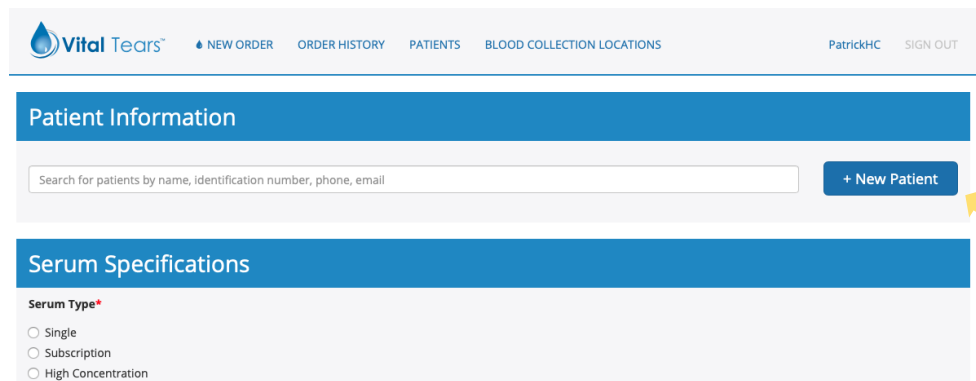 Vital Tears™ NEW ORDER ORDER HISTORY PATIENTS BLOOD COLLECTION LOCATIONS PatrickHC SIGN OUT
Patient Information
Search for patients by name, identification number, phone, email + New Patient
Serum Specifications
Serum Type*
Single
Subscription
High Concentration